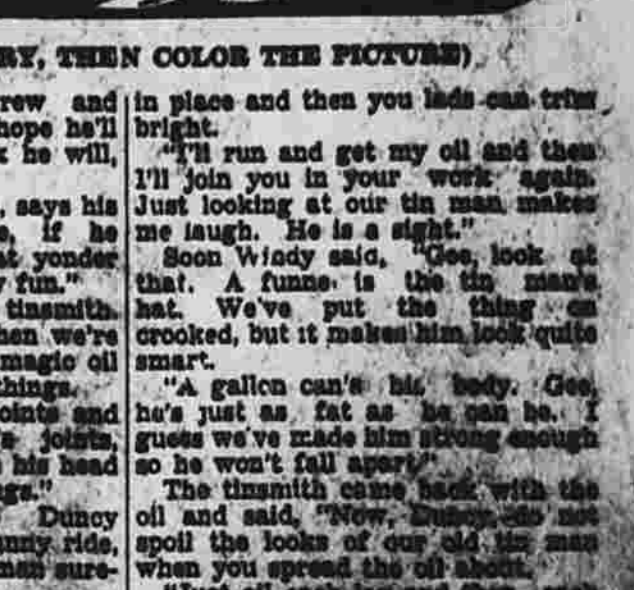 RY, THEN COLOR THE PICTURE)
rew and
hope he'll
k he will,
, says his
e, if he
at yonder
y fun."
tinsmith
hen we're
magic oil
things.
oints and
s joints,
his head
gs."
Duncy
unny ride,
man sure-
in place and then you lads can trim
bright.
"I'll run and get my oil and then
I'll join you in your work again.
Just looking at our tin man makes
me laugh. He is a sight."
Soon Windy said, "Gee, look at
that. A funnel is the tin man's
hat. We've put the thing on
crooked, but it makes him look quite
smart.
"A gallon can's his body. Gee,
he's just as fat as he can be. I
guess we've made him strong enough
so he won't fall apart."
The tinsmith came back with the
oil and said, "Now, Duncy, do not
spoil the looks of our old tin man
when you spread the oil about.